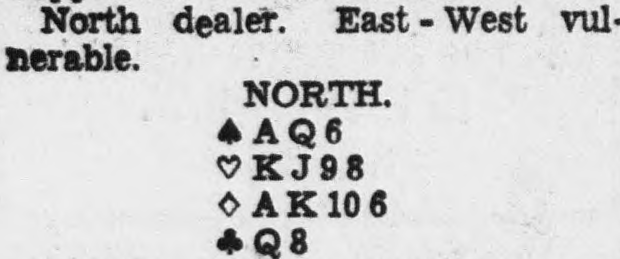 North dealer. East - West vul-
nerable.
NORTH.
♠ A Q 6
♡ K J 9 8
◇ A K 10 6
♣ Q 8